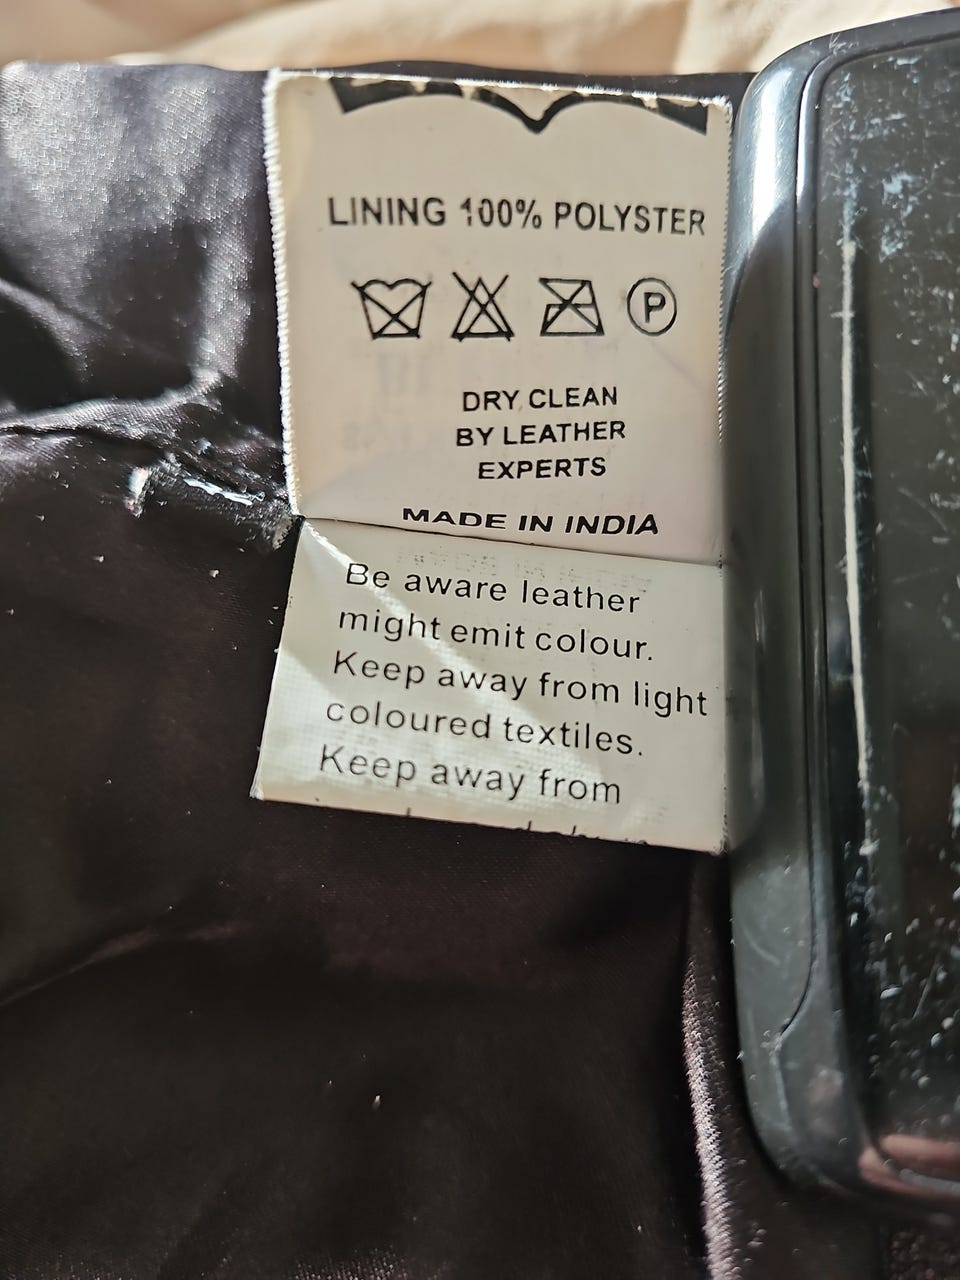 LINING 100% POLYSTER
P
DRY CLEAN
BY LEATHER
EXPERTS
MADE IN INDIA
Be aware leather
might emit colour.
Keep away from light
coloured textiles.
Keep away from